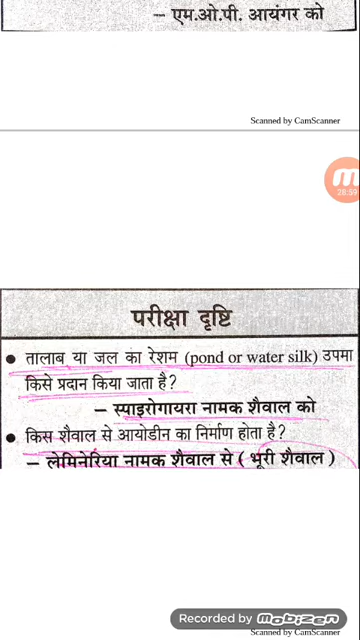 – एम.ओ.पी. आयंगर को
Scanned by CamScanner
28:59
परीक्षा दृष्टि
● तालाब या जल का रेशम (pond or water silk) उपमा
किसे प्रदान किया जाता है?
– स्पाइरोगायरा नामक शैवाल को
● किस शैवाल से आयोडीन का निर्माण होता है?
– लेमिनेरिया नामक शैवाल से ( भूरी शैवाल )
Recorded by MOBIZEN
Scanned by CamScanner